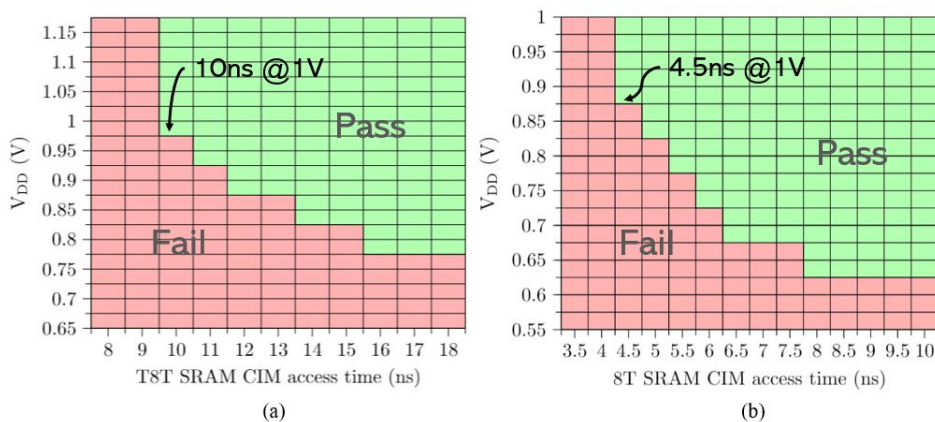 1.15
1.1
1.05
1
0.95
0.9
0.85
0.8
0.75
0.7
0.65
V_DD (V)
10ns @1V
Pass
Fail
8 9 10 11 12 13 14 15 16 17 18
T8T SRAM CIM access time (ns)
(a)
1
0.95
0.9
0.85
0.8
0.75
0.7
0.65
0.6
0.55
V_DD (V)
4.5ns @1V
Pass
Fail
3.5 4 4.5 5 5.5 6 6.5 7 7.5 8 8.5 9 9.5 10
8T SRAM CIM access time (ns)
(b)